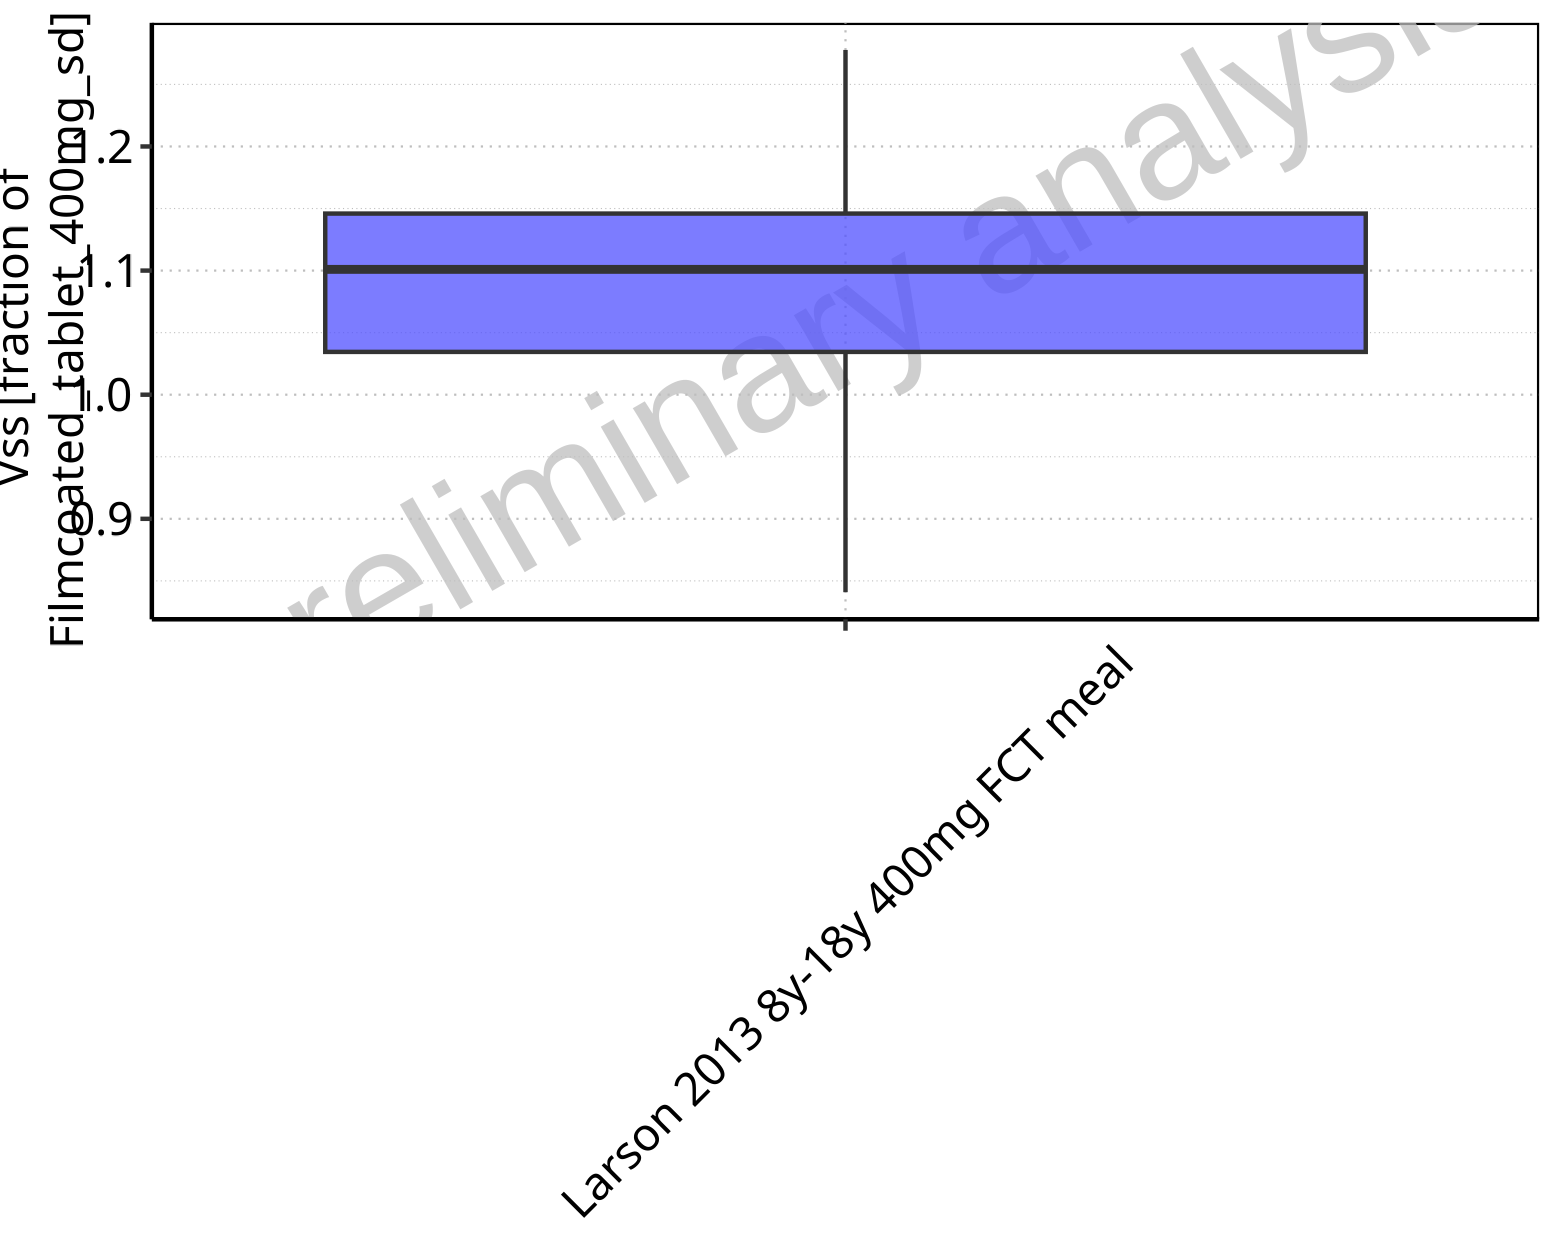 Vss [fraction of
Filmcoated_tablet_400mg_sd]
1.2
1.1
1.0
0.9
reliminary analysis
Larson 2013 8y-18y 400mg FCT meal